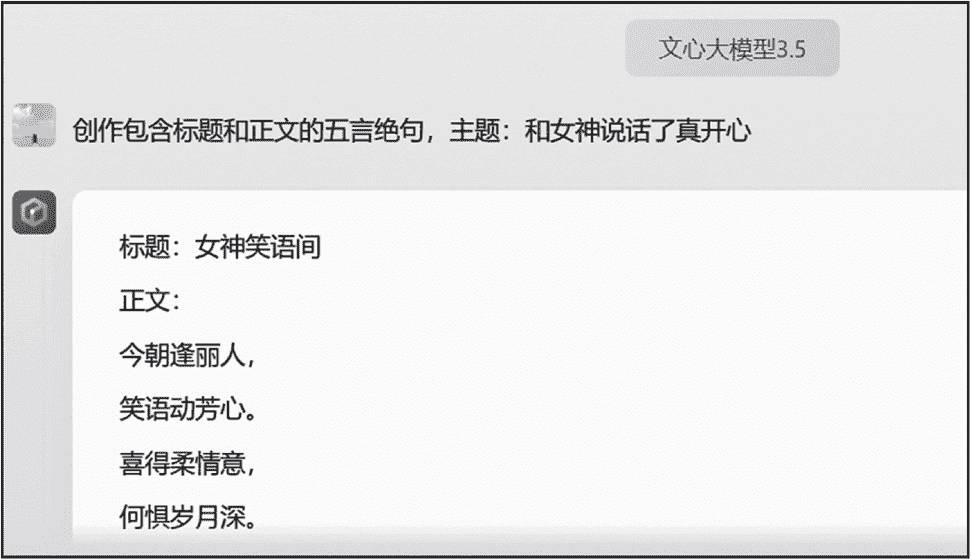 文心大模型3.5
创作包含标题和正文的五言绝句，主题：和女神说话了真开心
标题：女神笑语间
正文：
今朝逢丽人，
笑语动芳心。
喜得柔情意，
何惧岁月深。